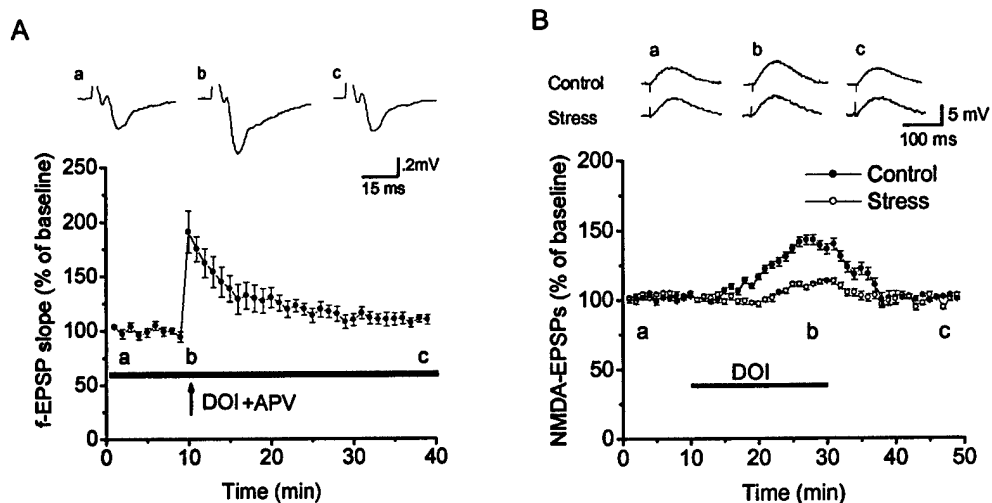 A
a
b
c
.2mV
15 ms
f-EPSP slope (% of baseline)
250
200
150
100
50
0
a
b
c
DOI +APV
0
10
20
30
40
Time (min)
B
a
b
c
Control
Stress
5 mV
100 ms
NMDA-EPSPs (% of baseline)
200
150
100
50
0
Control
Stress
a
b
c
DOI
0
10
20
30
40
50
Time (min)